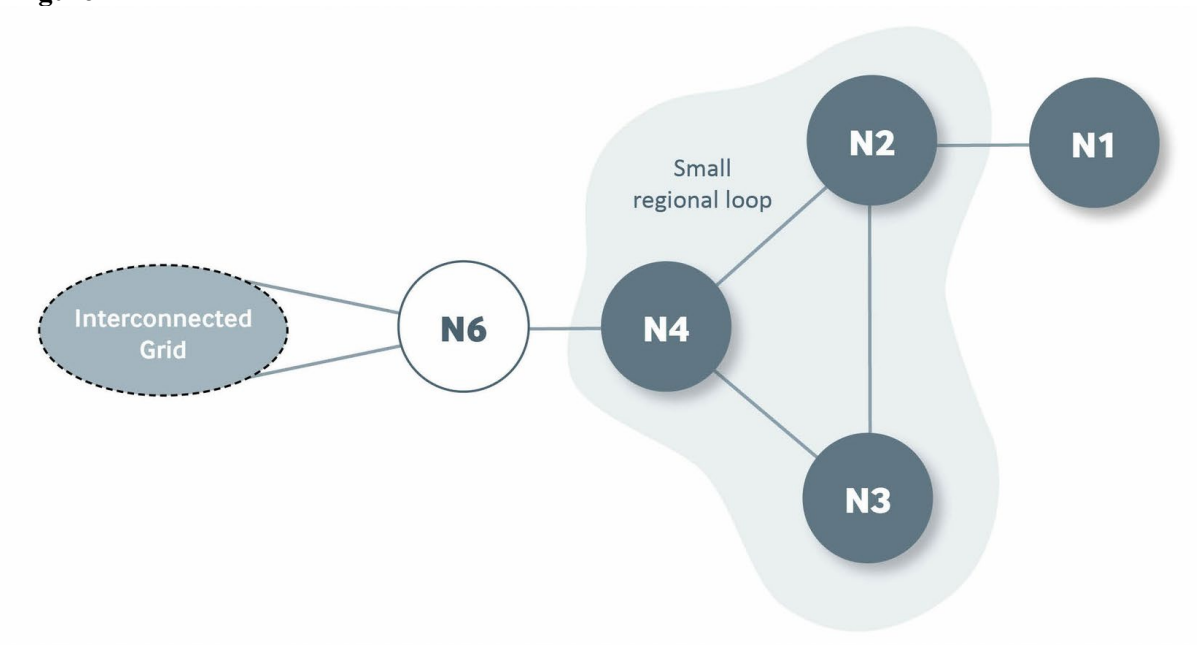 Small
regional loop
N2
N1
Interconnected
Grid
N6
N4
N3